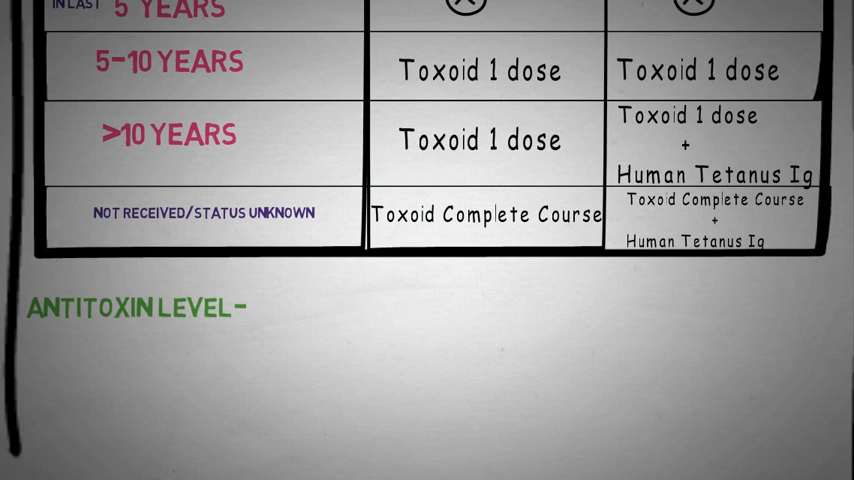 IN LAST 5 YEARS
5-10 YEARS
Toxoid 1 dose
Toxoid 1 dose
>10 YEARS
Toxoid 1 dose
Toxoid 1 dose
+
Human Tetanus Ig
NOT RECEIVED/STATUS UNKNOWN
Toxoid Complete Course
Toxoid Complete Course
+
Human Tetanus Ig
ANTITOXIN LEVEL-